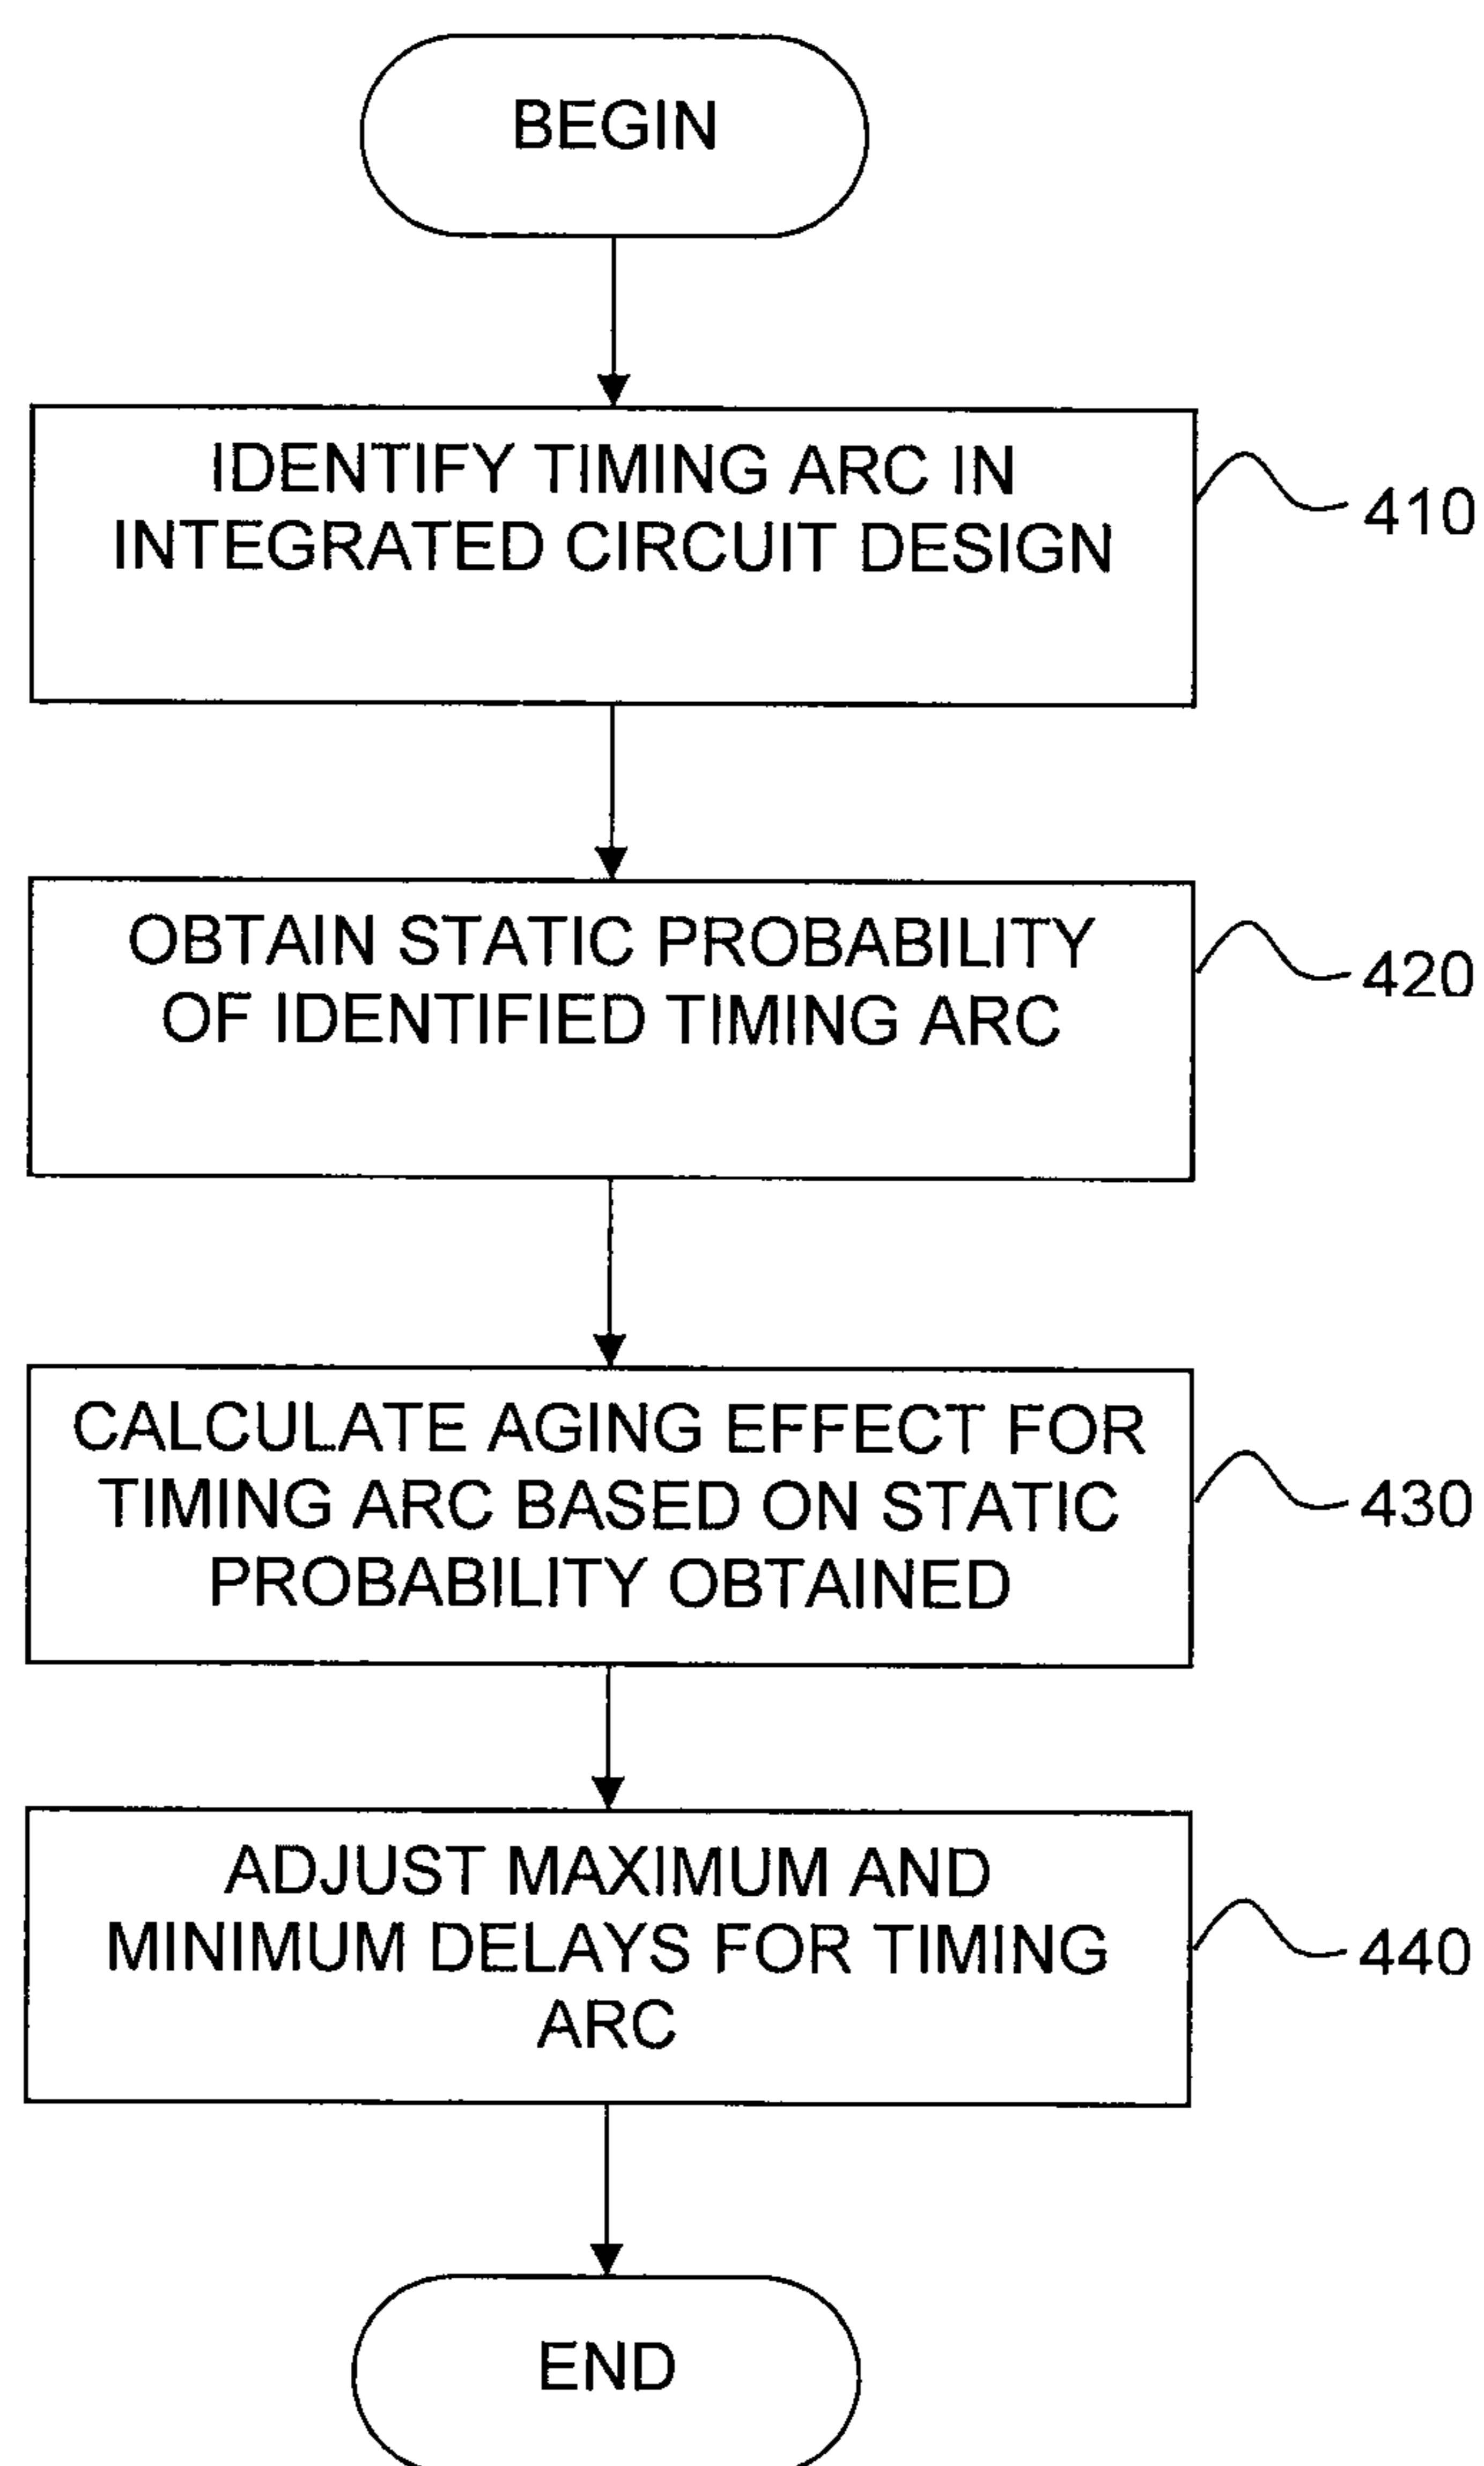 BEGIN
IDENTIFY TIMING ARC IN
INTEGRATED CIRCUIT DESIGN
410
OBTAIN STATIC PROBABILITY
OF IDENTIFIED TIMING ARC
420
CALCULATE AGING EFFECT FOR
TIMING ARC BASED ON STATIC
PROBABILITY OBTAINED
430
ADJUST MAXIMUM AND
MINIMUM DELAYS FOR TIMING
ARC
440
END